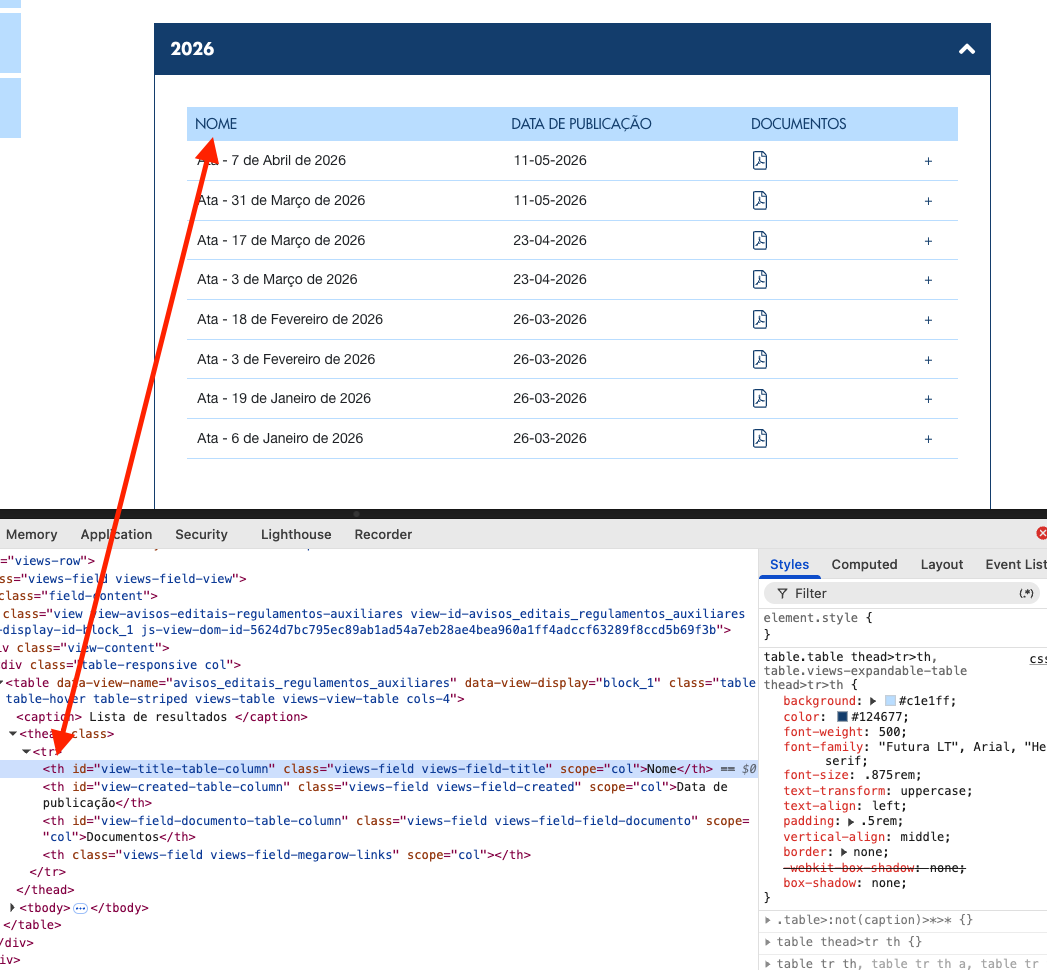 2026
NOME DATA DE PUBLICAÇÃO DOCUMENTOS
Ata - 7 de Abril de 2026 11-05-2026 +
Ata - 31 de Março de 2026 11-05-2026 +
Ata - 17 de Março de 2026 23-04-2026 +
Ata - 3 de Março de 2026 23-04-2026 +
Ata - 18 de Fevereiro de 2026 26-03-2026 +
Ata - 3 de Fevereiro de 2026 26-03-2026 +
Ata - 19 de Janeiro de 2026 26-03-2026 +
Ata - 6 de Janeiro de 2026 26-03-2026 +
Memory Application Security Lighthouse Recorder
="views-row">
ss="views-field views-field-view">
class="field-content">
class="view view-avisos-editais-regulamentos-auxiliares view-id-avisos_editais_regulamentos_auxiliares
-display-id-block_1 js-view-dom-id-5624d7bc795ec89ab1ad54a7eb28ae4bea960a1ff4adccf63289f8ccd5b69f3b">
v class="view-content">
div class="table-responsive col">
<table data-view-name="avisos_editais_regulamentos_auxiliares" data-view-display="block_1" class="table
table-hover table-striped views-table views-view-table cols-4">
<caption> Lista de resultados </caption>
<thead class>
<tr>
<th id="view-title-table-column" class="views-field views-field-title" scope="col">Nome</th> == $0
<th id="view-created-table-column" class="views-field views-field-created" scope="col">Data de
publicação</th>
<th id="view-field-documento-table-column" class="views-field views-field-field-documento" scope=
"col">Documentos</th>
<th class="views-field views-field-megarow-links" scope="col"></th>
</tr>
</thead>
<tbody>
</tbody>
</table>
/div>
iv>
Styles Computed Layout Event List
Filter (.*)
element.style {
}
table.table thead>tr>th, css
table.views-expandable-table
thead>tr>th {
background: #c1e1ff;
color: #124677;
font-weight: 500;
font-family: "Futura LT", Arial, "He
serif;
font-size: .875rem;
text-transform: uppercase;
text-align: left;
padding: .5rem;
vertical-align: middle;
border: none;
-webkit-box-shadow: none;
box-shadow: none;
}
.table>:not(caption)>*>* {}
table thead>tr th {}
table tr th, table tr th a, table tr